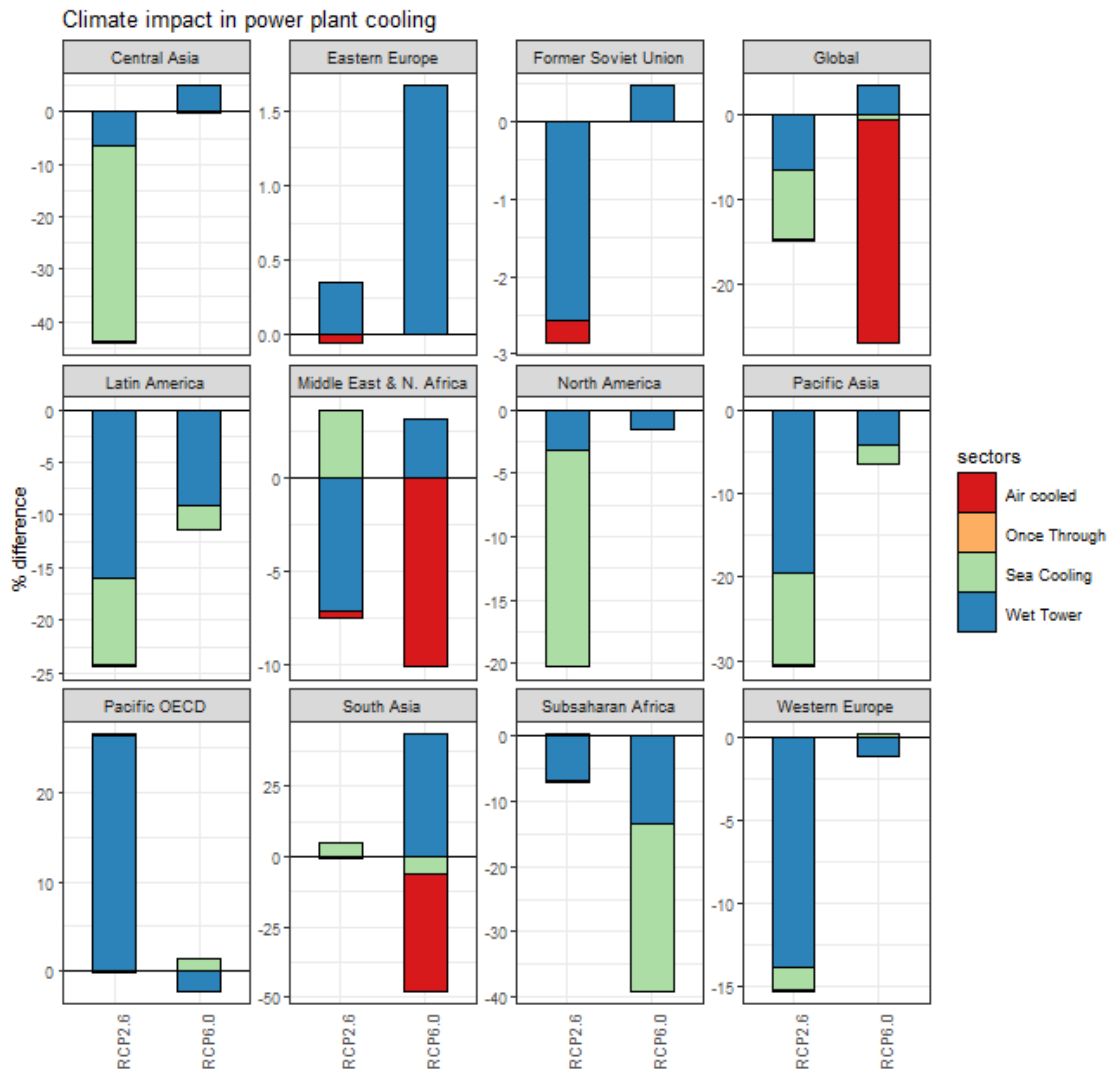 Climate impact in power plant cooling
Central Asia
Eastern Europe
Former Soviet Union
Global
0
-10
-20
-30
-40
1.5
1.0
0.5
0.0
0
-1
-2
-3
0
-10
-20
Latin America
Middle East & N. Africa
North America
Pacific Asia
0
-5
-10
-15
-20
-25
0
-5
-10
0
-5
-10
-15
-20
0
-10
-20
-30
% difference
sectors
Air cooled
Once Through
Sea Cooling
Wet Tower
Pacific OECD
South Asia
Subsaharan Africa
Western Europe
20
10
0
25
0
-25
-50
0
-10
-20
-30
-40
0
-5
-10
-15
RCP2.6
RCP6.0
RCP2.6
RCP6.0
RCP2.6
RCP6.0
RCP2.6
RCP6.0